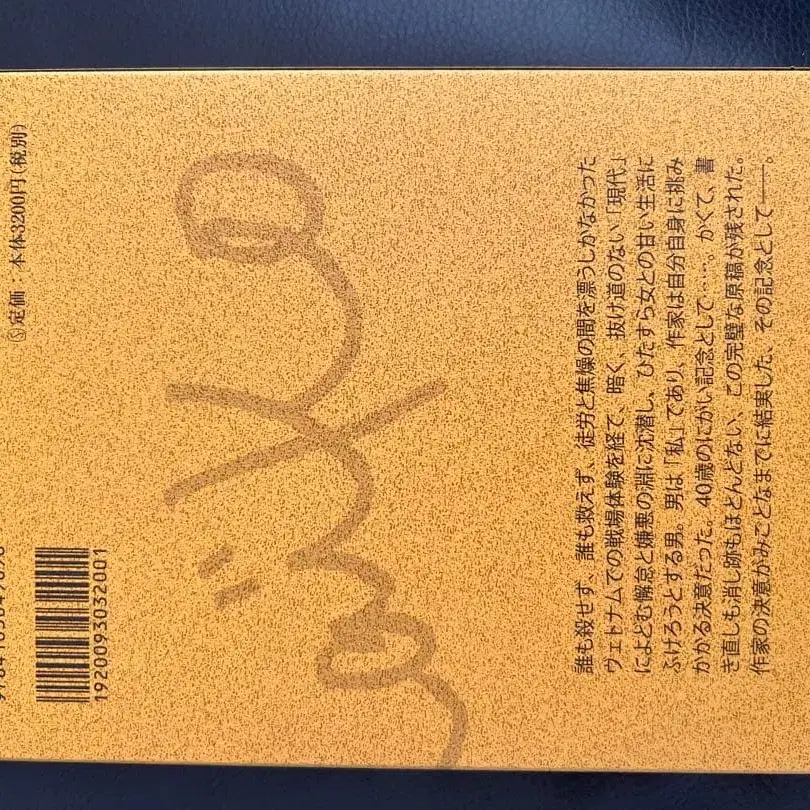 誰も殺せず、誰も救えず、徒労と焦燥の間を漂うしかなかった
ヴェトナムでの戦場体験を経て、暗く、抜け道のない「現代」
によどむ懈怠と嫌悪の淵に沈潜し、ひたすら女との甘い生活に
ふけろうとする男。男は「私」であり、作家は自分自身に挑み
かかる決意だった。40歳のにがい記念として……。かくて、書
き直しも消し跡もほとんどない、この完璧な原稿が残された。
作家の決意がみごとなまでに結実した、その記念として――。
1920093032001
定価・本体3200円(税別)